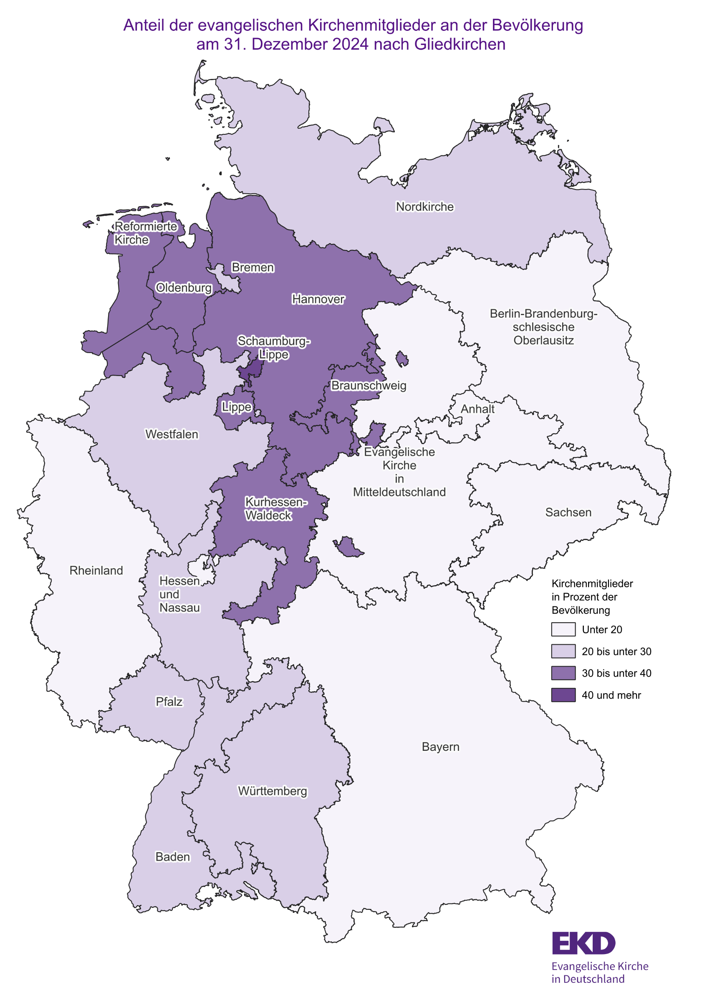 Anteil der evangelischen Kirchenmitglieder an der Bevölkerung
am 31. Dezember 2024 nach Gliedkirchen
Nordkirche
Reformierte
Kirche
Bremen
Oldenburg
Hannover
Berlin-Brandenburg-
schlesische
Oberlausitz
Schaumburg-
Lippe
Braunschweig
Lippe
Anhalt
Westfalen
Evangelische
Kirche
in
Mitteldeutschland
Kurhessen-
Waldeck
Sachsen
Rheinland
Hessen
und
Nassau
Kirchenmitglieder
in Prozent der
Bevölkerung
Unter 20
20 bis unter 30
30 bis unter 40
40 und mehr
Pfalz
Bayern
Württemberg
Baden
EKD
Evangelische Kirche
in Deutschland